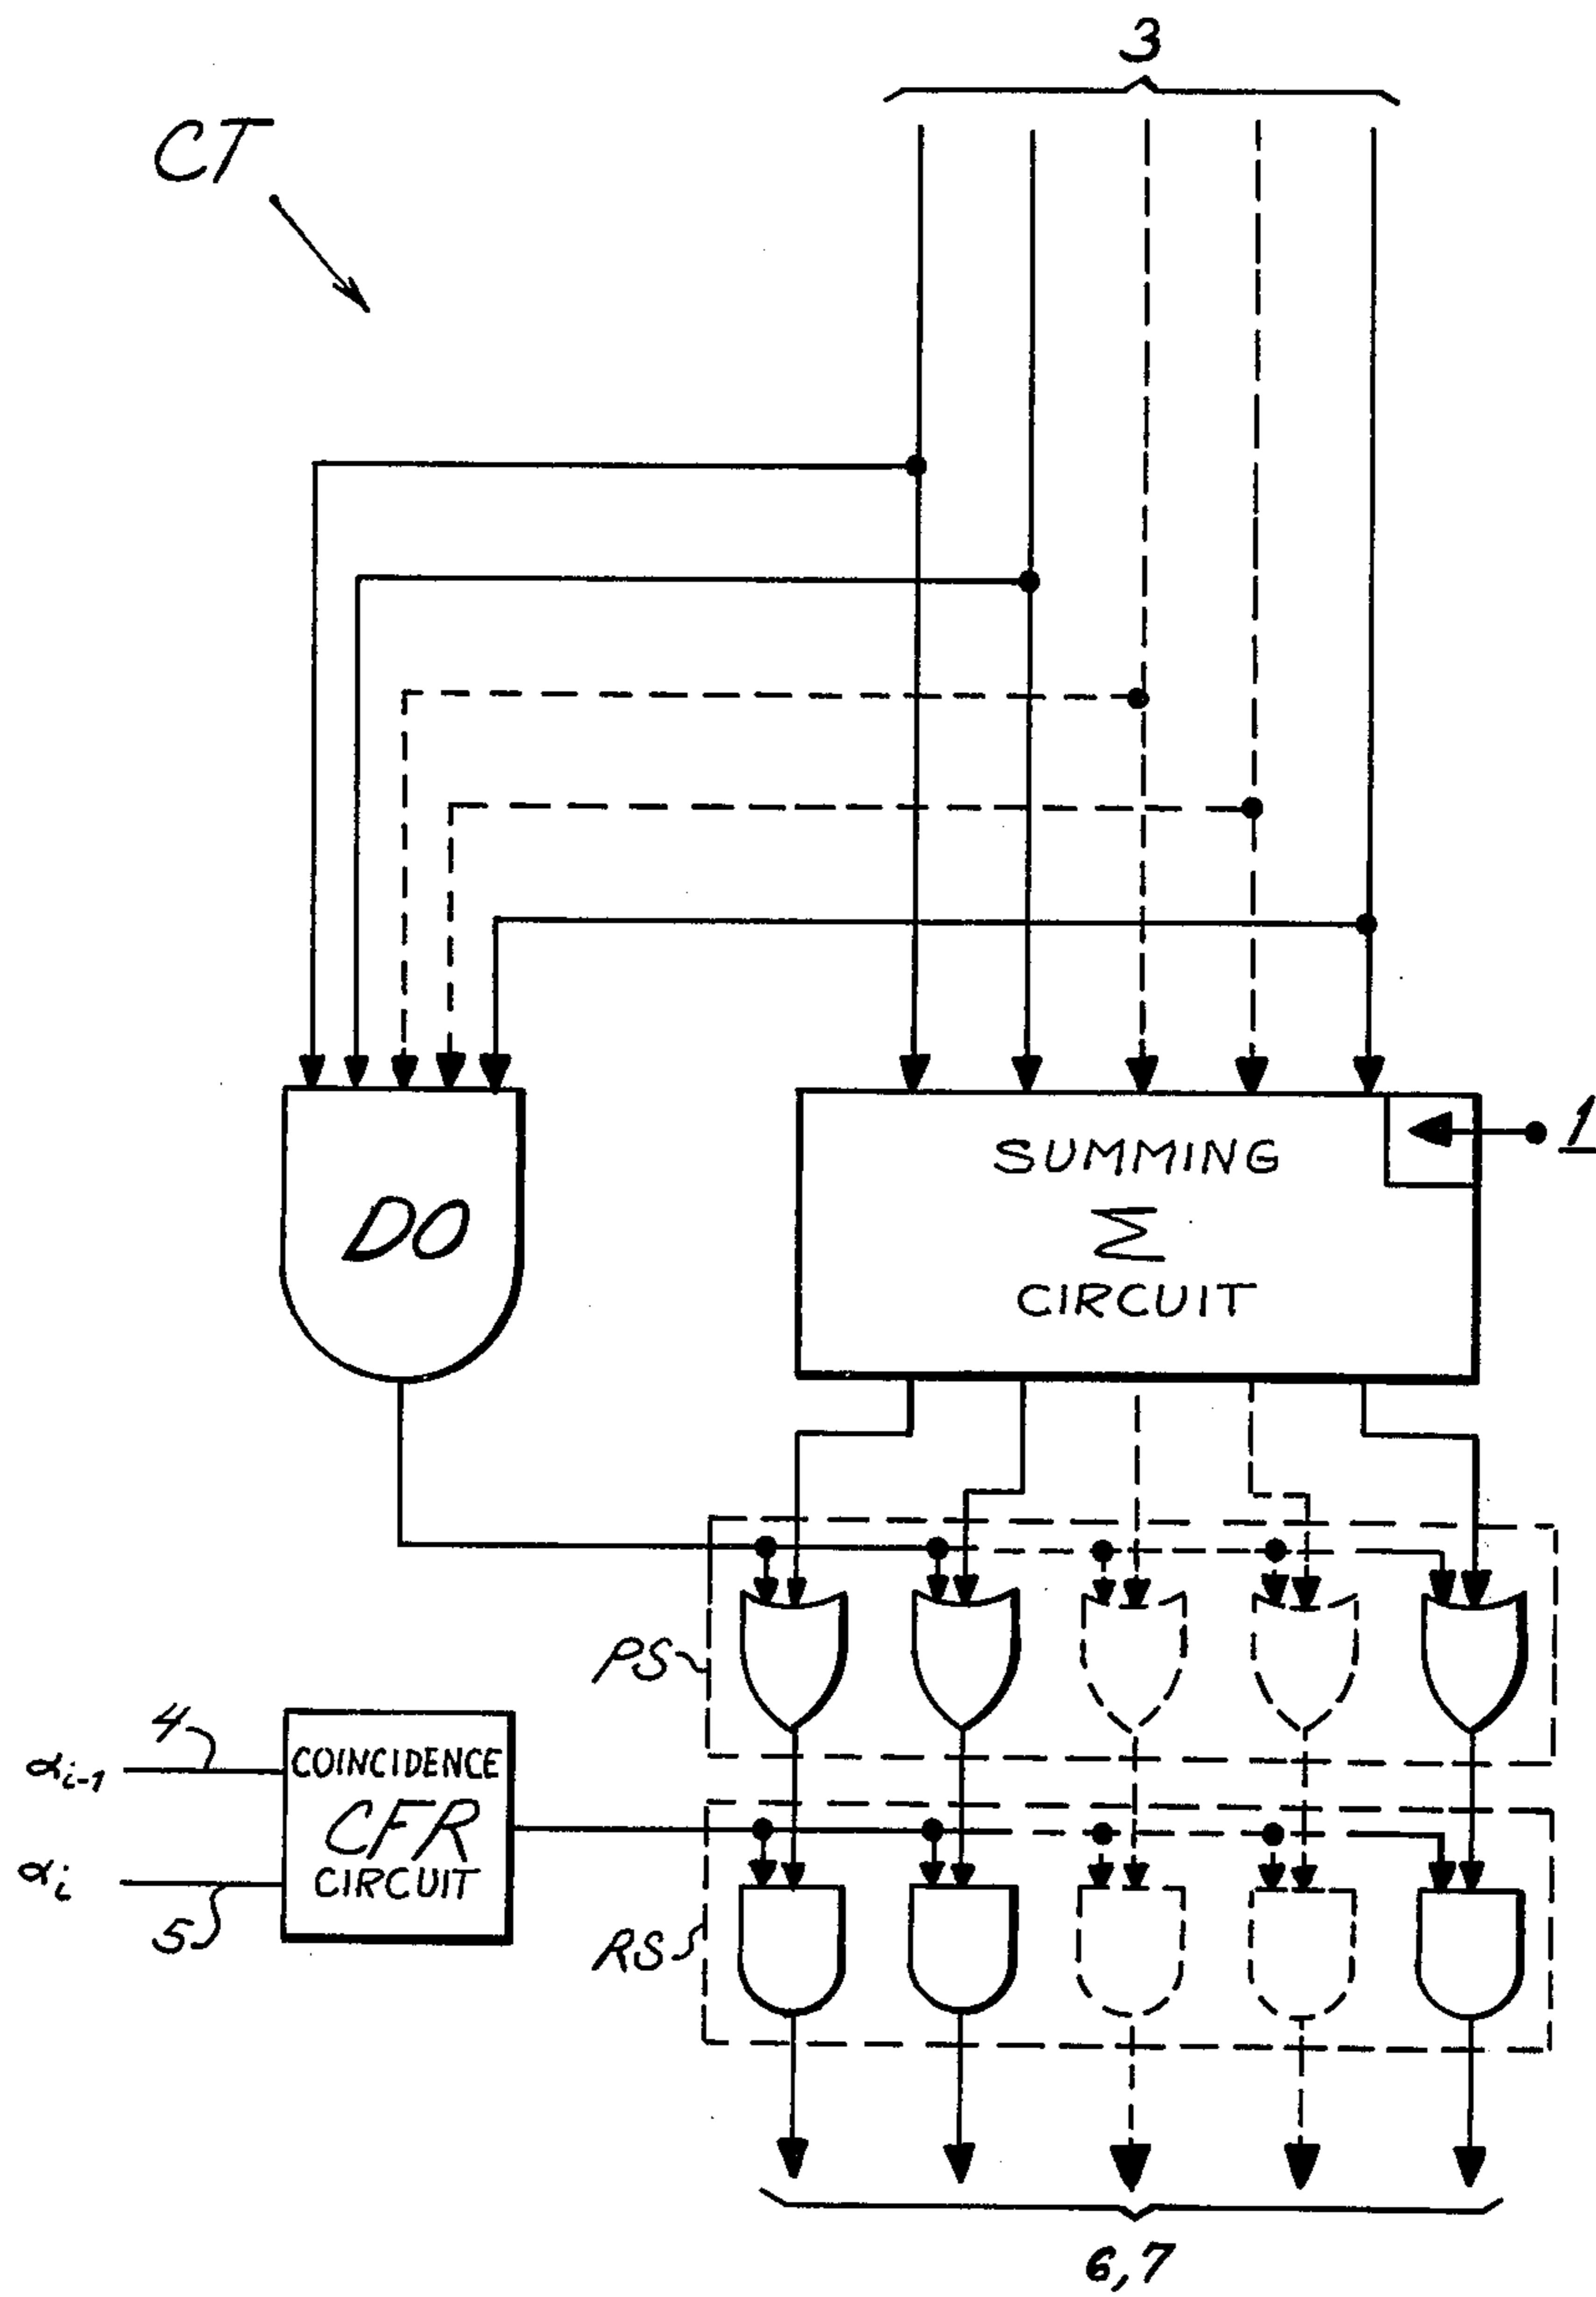 3
CT
1
DO
SUMMING
Σ
CIRCUIT
PS
4
αi-1
COINCIDENCE
CFR
CIRCUIT
αi
5
RS
6,7